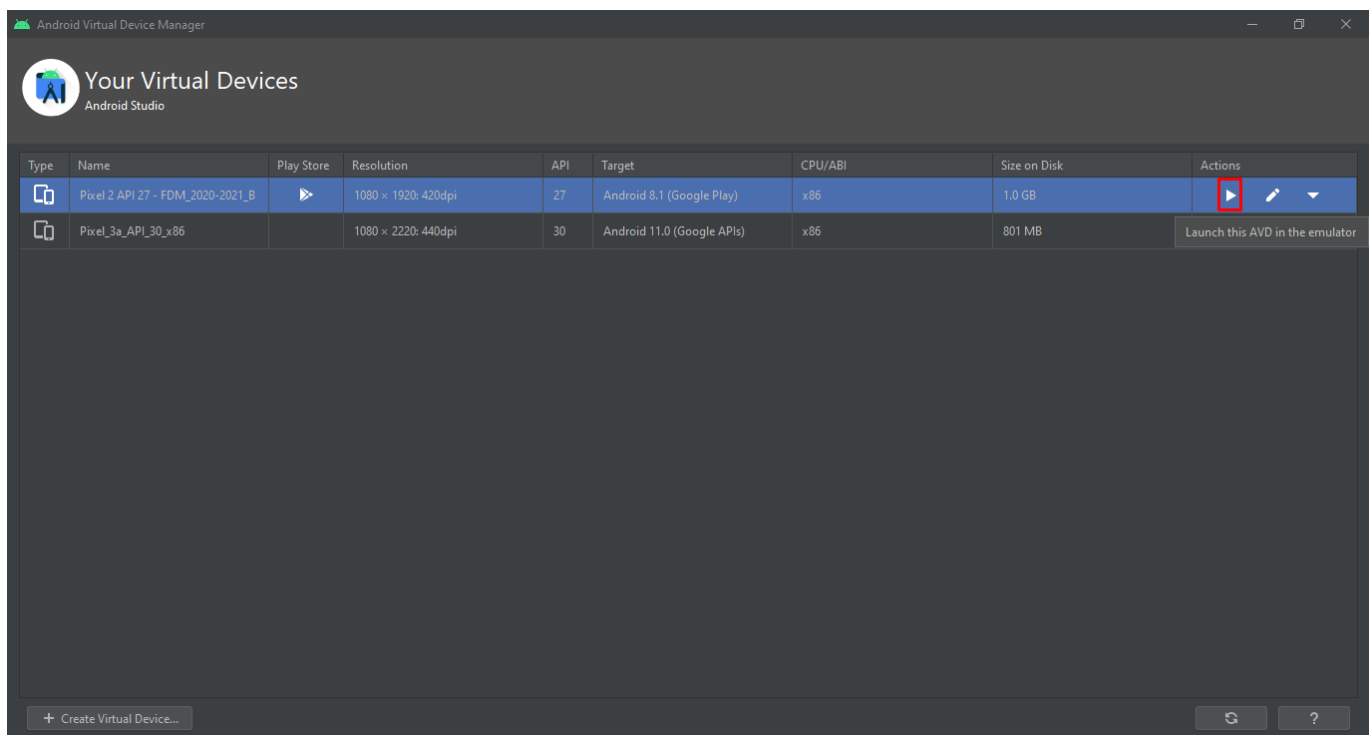 Android Virtual Device Manager
Your Virtual Devices
Android Studio
Type Name Play Store Resolution API Target CPU/ABI Size on Disk Actions
Pixel 2 API 27 - FDM_2020-2021_B 1080 × 1920: 420dpi 27 Android 8.1 (Google Play) x86 1.0 GB
Pixel_3a_API_30_x86 1080 × 2220: 440dpi 30 Android 11.0 (Google APIs) x86 801 MB
Launch this AVD in the emulator
+ Create Virtual Device... ?